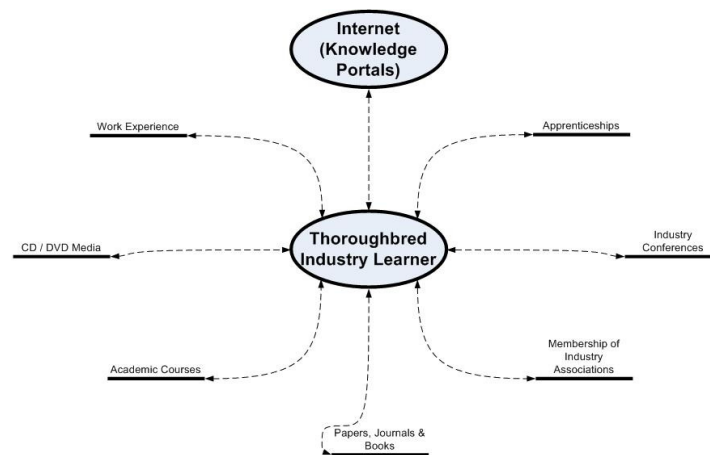 Internet
(Knowledge
Portals)
Work Experience
Apprenticeships
Thoroughbred
Industry Learner
CD / DVD Media
Industry
Conferences
Academic Courses
Membership of
Industry
Associations
Papers, Journals &
Books